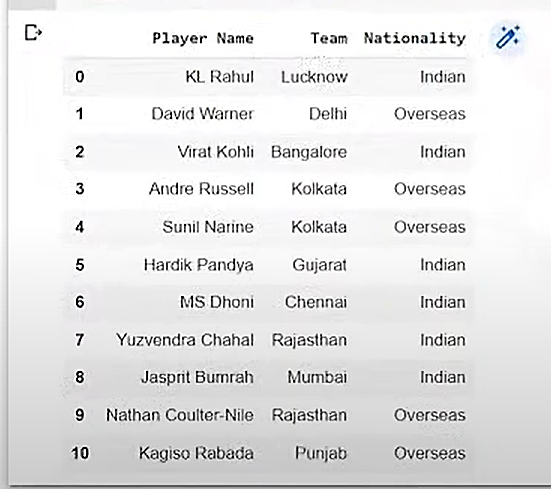 Player Name Team Nationality
0 KL Rahul Lucknow Indian
1 David Warner Delhi Overseas
2 Virat Kohli Bangalore Indian
3 Andre Russell Kolkata Overseas
4 Sunil Narine Kolkata Overseas
5 Hardik Pandya Gujarat Indian
6 MS Dhoni Chennai Indian
7 Yuzvendra Chahal Rajasthan Indian
8 Jasprit Bumrah Mumbai Indian
9 Nathan Coulter-Nile Rajasthan Overseas
10 Kagiso Rabada Punjab Overseas